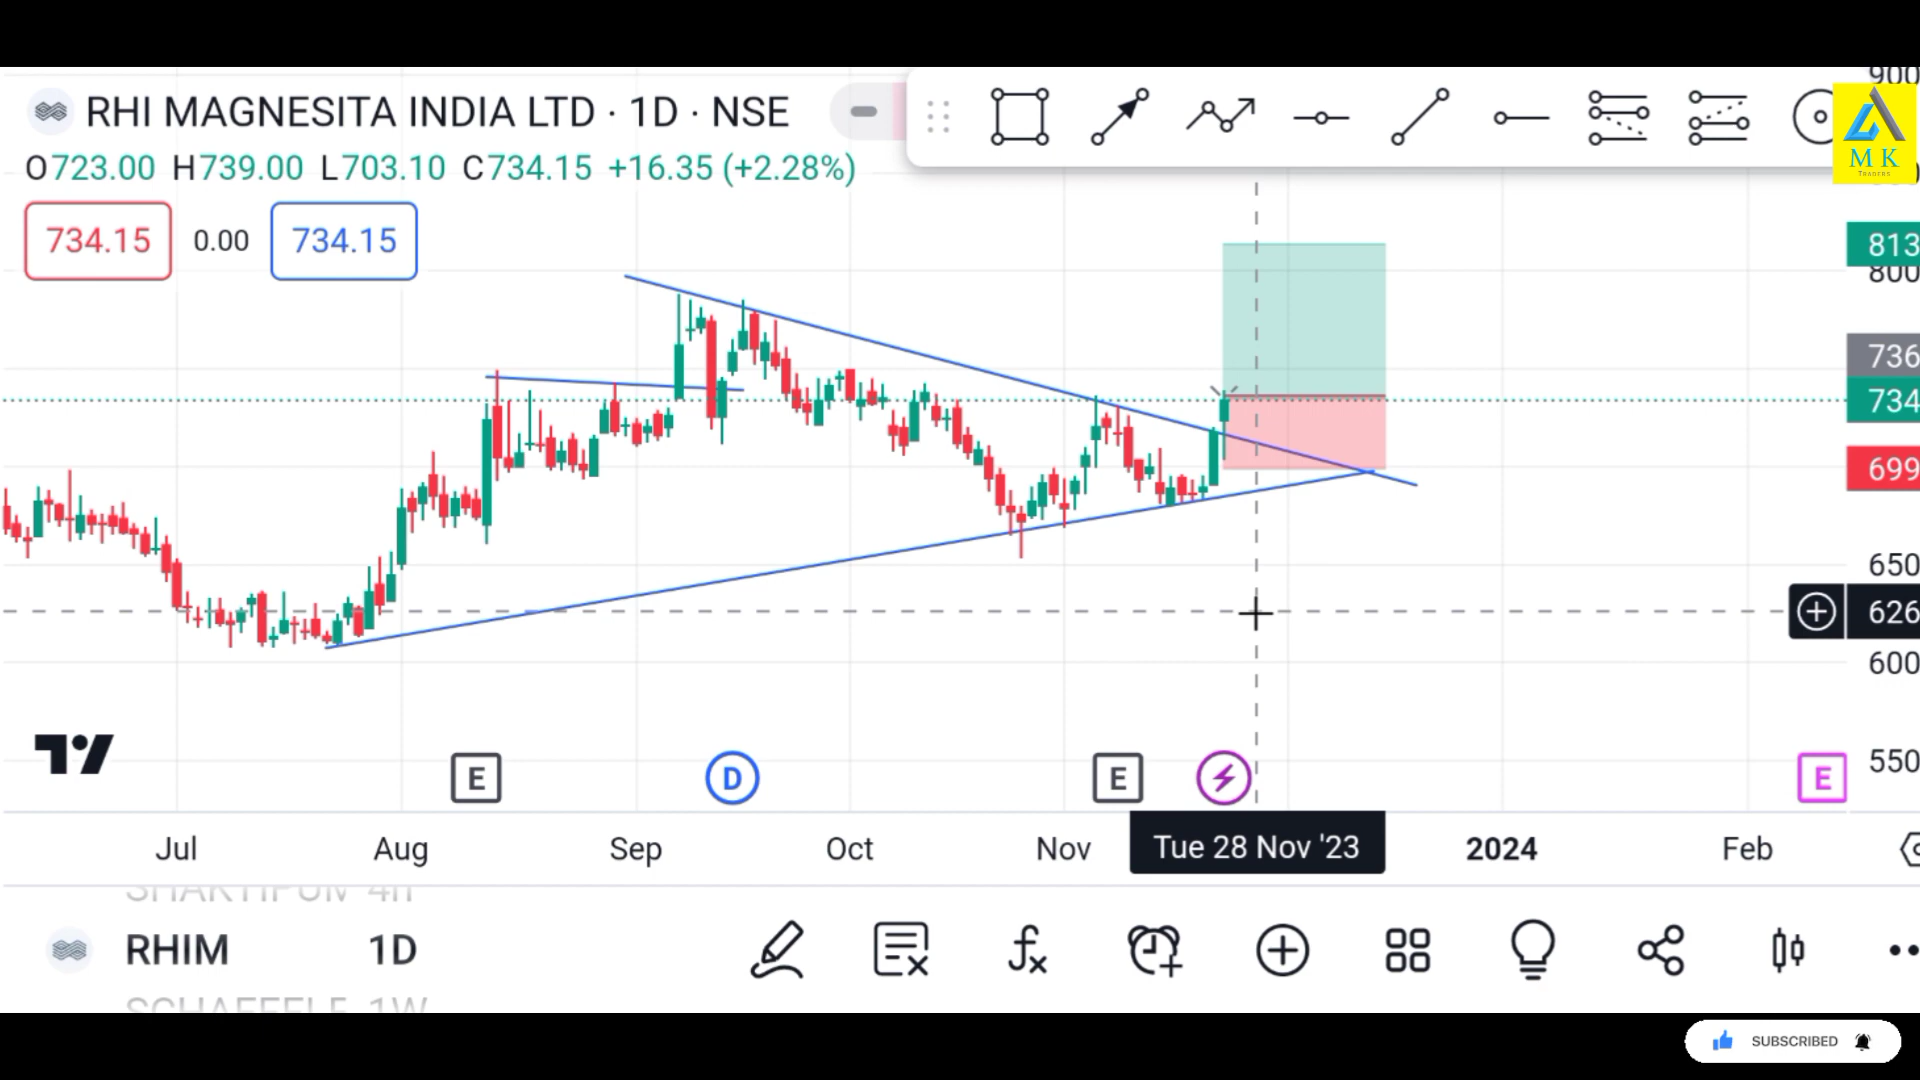 RHI MAGNESITA INDIA LTD · 1D · NSE
O723.00 H739.00 L703.10 C734.15 +16.35 (+2.28%)
734.15 0.00 734.15
900
MK
TRADERS
813
800
736
734
699
650
626
600
550
E D E E
Jul Aug Sep Oct Nov Tue 28 Nov '23 2024 Feb
RHIM 1D
SUBSCRIBED